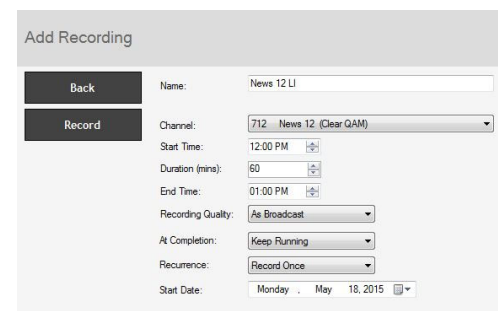 Add Recording
Back
Name: News 12 LI
Record
Channel: 712 News 12 (Clear QAM)
Start Time: 12:00 PM
Duration (mins): 60
End Time: 01:00 PM
Recording Quality: As Broadcast
At Completion: Keep Running
Recurrence: Record Once
Start Date: Monday , May 18, 2015